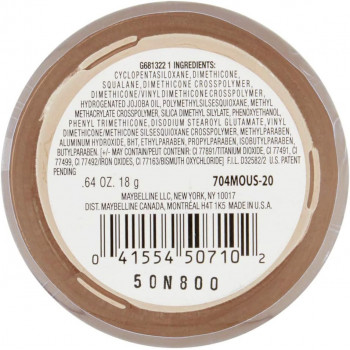 G681322 1 INGREDIENTS:
CYCLOPENTASILOXANE, DIMETHICONE,
SQUALANE, DIMETHICONE CROSSPOLYMER,
DIMETHICONE/VINYL DIMETHICONE CROSSPOLYMER,
HYDROGENATED JOJOBA OIL, POLYMETHYLSILSESQUIOXANE, METHYL
METHACRYLATE CROSSPOLYMER, SILICA DIMETHYL SILYLATE, PHENOXYETHANOL,
PHENYL TRIMETHICONE, DISODIUM STEAROYL GLUTAMATE, VINYL
DIMETHICONE/METHICONE SILSESQUIOXANE CROSSPOLYMER, METHYLPARABEN,
ALUMINUM HYDROXIDE, BHT, ETHYLPARABEN, PROPYLPARABEN, ISOBUTYLPARABEN,
BUTYLPARABEN. [+/- MAY CONTAIN/PEUT CONTENIR: CI 77891/TITANIUM DIOXIDE, CI 77491, CI
77499, CI 77492/IRON OXIDES, CI 77163/BISMUTH OXYCHLORIDE] F.I.L. D32582/2 U.S. PATENT
PENDING
.64 OZ. 18 g
704MOUS-20
MAYBELLINE LLC, NEW YORK, NY 10017
DIST. MAYBELLINE CANADA, MONTRÉAL H4T 1K5 MADE IN U.S.A.
0 41554 50710 2
50N800